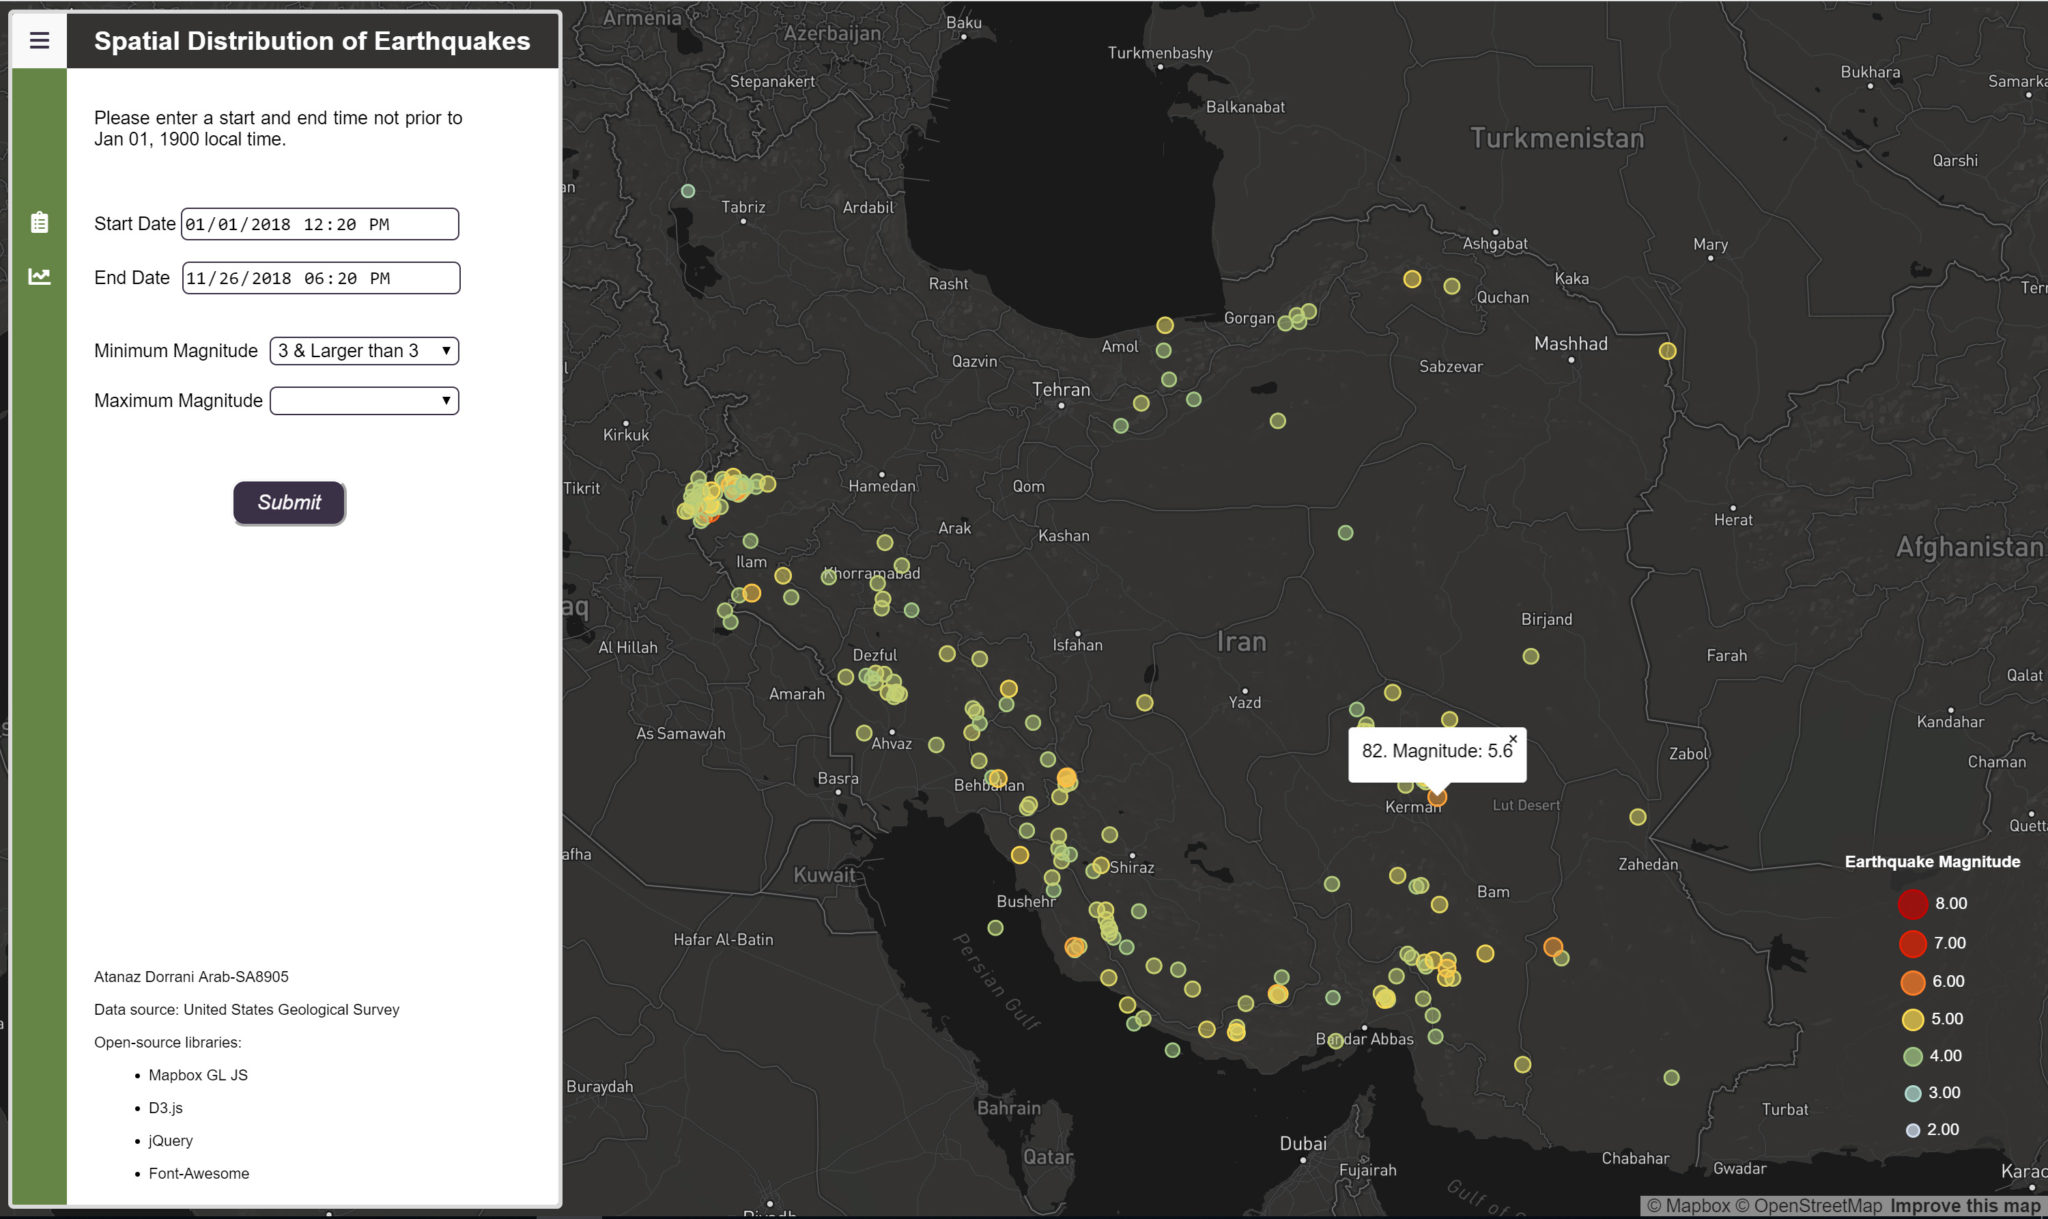 Spatial Distribution of Earthquakes
Please enter a start and end time not prior to
Jan 01, 1900 local time.
Start Date 01/01/2018 12:20 PM
End Date 11/26/2018 06:20 PM
Minimum Magnitude 3 & Larger than 3
Maximum Magnitude
Submit
Atanaz Dorrani Arab-SA8905
Data source: United States Geological Survey
Open-source libraries:
• Mapbox GL JS
• D3.js
• jQuery
• Font-Awesome
Armenia
Azerbaijan
Baku
Turkmenbashy
Stepanakert
Balkanabat
Bukhara
Samarka
Turkmenistan
Qarshi
an
Tabriz
Ardabil
Ashgabat
Mary
Rasht
Quchan
Kaka
Ter
Gorgan
Amol
Mashhad
Qazvin
Sabzevar
Tehran
Kirkuk
Tikrit
Hamedan
Qom
Arak
Kashan
Herat
Afghanistan
Ilam
Khorramabad
aq
Al Hillah
Isfahan
Iran
Birjand
Farah
Dezful
Qalat
Amarah
Yazd
Kandahar
As Samawah
Ahvaz
82. Magnitude: 5.6
×
Zabol
Chaman
Basra
Behbahan
Kerman
Lut Desert
Quett
afha
Kuwait
Shiraz
Zahedan
Bushehr
Bam
Hafar Al-Batin
Persian Gulf
Bandar Abbas
Buraydah
Bahrain
Turbat
Dubai
Qatar
Fujairah
Chabahar
Gwadar
Karac
Gulf of
Riyadh
Earthquake Magnitude
8.00
7.00
6.00
5.00
4.00
3.00
2.00
© Mapbox © OpenStreetMap Improve this map